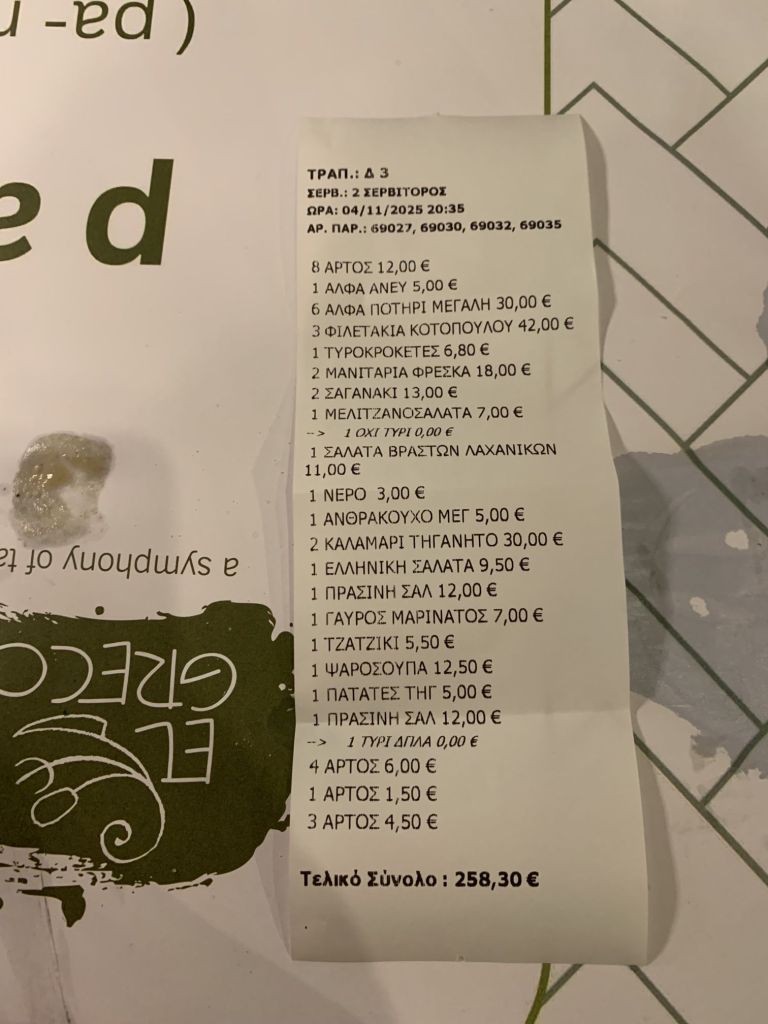 ( pa-
pa
ΤΡΑΠ.: Δ 3
ΣΕΡΒ.: 2 ΣΕΡΒΙΤΟΡΟΣ
ΩΡΑ: 04/11/2025 20:35
ΑΡ. ΠΑΡ.: 69027, 69030, 69032, 69035
8 ΑΡΤΟΣ 12,00 €
1 ΑΛΦΑ ΑΝΕΥ 5,00 €
6 ΑΛΦΑ ΠΟΤΗΡΙ ΜΕΓΑΛΗ 30,00 €
3 ΦΙΛΕΤΑΚΙΑ ΚΟΤΟΠΟΥΛΟΥ 42,00 €
1 ΤΥΡΟΚΡΟΚΕΤΕΣ 6,80 €
2 ΜΑΝΙΤΑΡΙΑ ΦΡΕΣΚΑ 18,00 €
2 ΣΑΓΑΝΑΚΙ 13,00 €
1 ΜΕΛΙΤΖΑΝΟΣΑΛΑΤΑ 7,00 €
--> 1 ΟΧΙ ΤΥΡΙ 0,00 €
1 ΣΑΛΑΤΑ ΒΡΑΣΤΩΝ ΛΑΧΑΝΙΚΩΝ
11,00 €
1 ΝΕΡΟ 3,00 €
1 ΑΝΘΡΑΚΟΥΧΟ ΜΕΓ 5,00 €
2 ΚΑΛΑΜΑΡΙ ΤΗΓΑΝΗΤΟ 30,00 €
1 ΕΛΛΗΝΙΚΗ ΣΑΛΑΤΑ 9,50 €
1 ΠΡΑΣΙΝΗ ΣΑΛ 12,00 €
1 ΓΑΥΡΟΣ ΜΑΡΙΝΑΤΟΣ 7,00 €
1 ΤΖΑΤΖΙΚΙ 5,50 €
1 ΨΑΡΟΣΟΥΠΑ 12,50 €
1 ΠΑΤΑΤΕΣ ΤΗΓ 5,00 €
1 ΠΡΑΣΙΝΗ ΣΑΛ 12,00 €
--> 1 ΤΥΡΙ ΔΠΛΑ 0,00 €
4 ΑΡΤΟΣ 6,00 €
1 ΑΡΤΟΣ 1,50 €
3 ΑΡΤΟΣ 4,50 €
Τελικό Σύνολο : 258,30 €
a symphony of
EL
GRECO